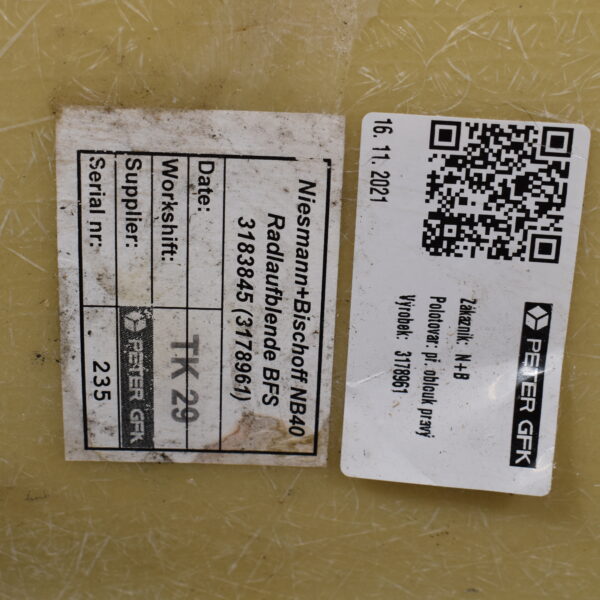 Niesmann+Bischoff NB40
Radlaufblende BFS
3183845 (3178961)
Date:
Workshift: TK 29
Supplier: PETER GFK
Serial nr: 235
PETER GFK
Zákazník: N+B
Polotovar: př. oblouk pravý
Výrobek: 3178961
16. 11. 2021